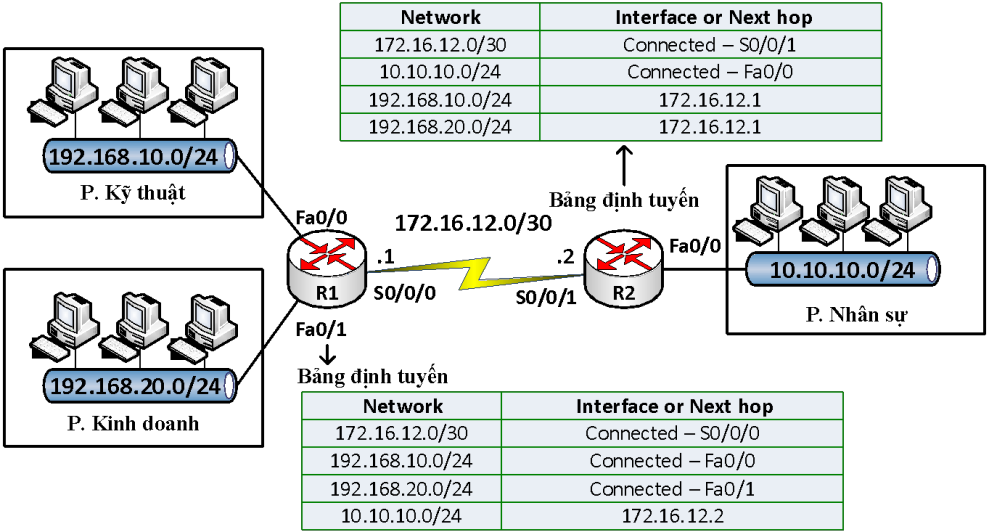 Network Interface or Next hop
172.16.12.0/30 Connected – S0/0/1
10.10.10.0/24 Connected – Fa0/0
192.168.10.0/24 172.16.12.1
192.168.20.0/24 172.16.12.1
192.168.10.0/24
P. Kỹ thuật
Bảng định tuyến
Fa0/0
172.16.12.0/30
.1
.2
Fa0/0
R1
S0/0/0
S0/0/1
R2
10.10.10.0/24
P. Nhân sự
Fa0/1
192.168.20.0/24
P. Kinh doanh
Bảng định tuyến
Network Interface or Next hop
172.16.12.0/30 Connected – S0/0/0
192.168.10.0/24 Connected – Fa0/0
192.168.20.0/24 Connected – Fa0/1
10.10.10.0/24 172.16.12.2